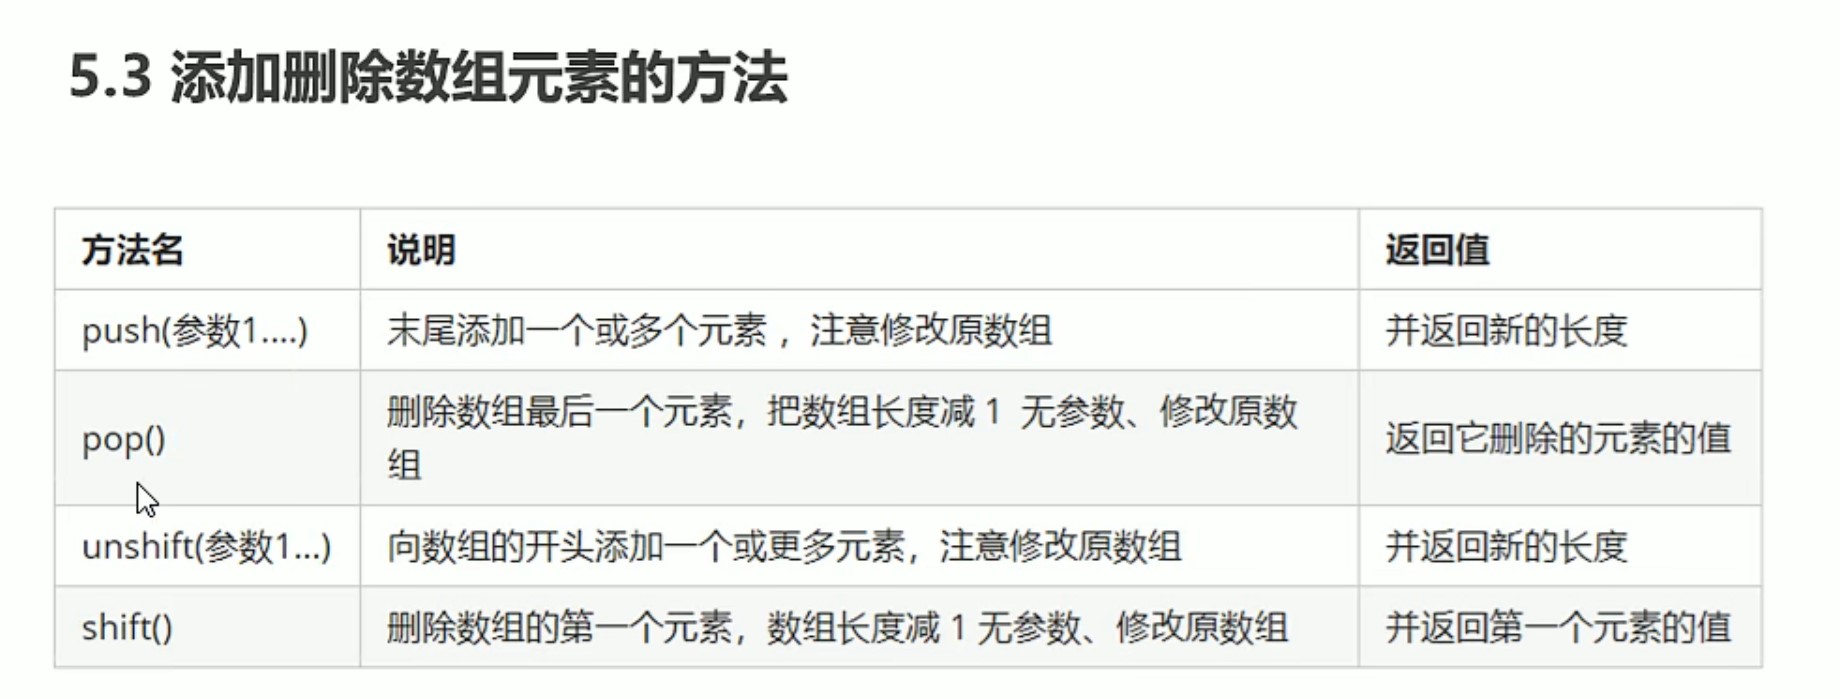 5.3 添加删除数组元素的方法
方法名 说明 返回值
push(参数1....) 末尾添加一个或多个元素 ，注意修改原数组 并返回新的长度
pop() 删除数组最后一个元素，把数组长度减 1 无参数、修改原数
组 返回它删除的元素的值
unshift(参数1...) 向数组的开头添加一个或更多元素，注意修改原数组 并返回新的长度
shift() 删除数组的第一个元素，数组长度减 1 无参数、修改原数组 并返回第一个元素的值